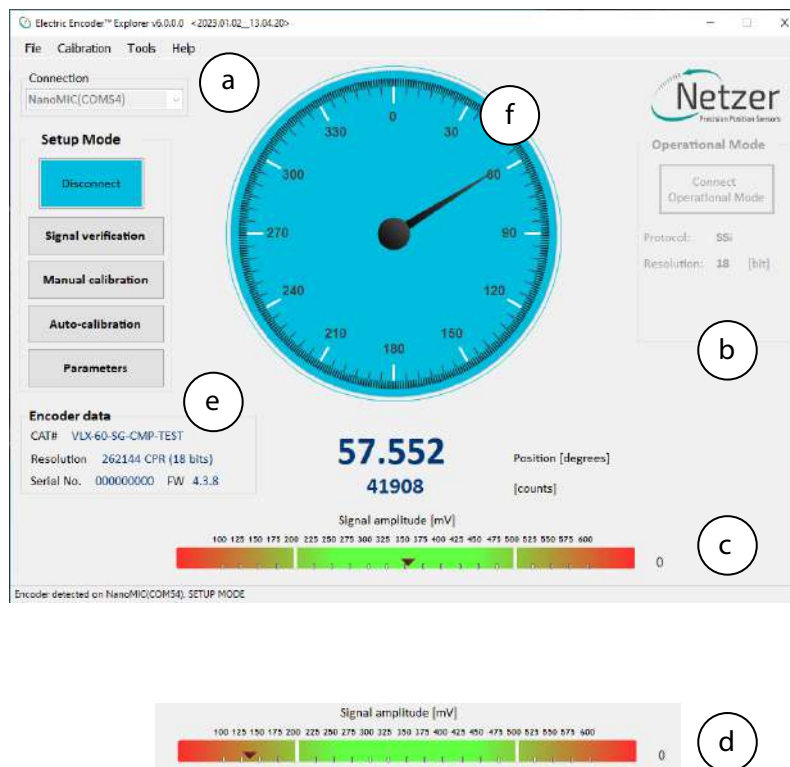 Electric Encoder™ Explorer v6.0.0.0 <2023.01.02__13.04.20>
File Calibration Tools Help
Connection
NanoMIC(COM54)
a
Setup Mode
Disconnect
Signal verification
Manual calibration
Auto-calibration
Parameters
0
30
60
90
120
150
180
210
240
270
300
330
f
Netzer
Precision Position Sensors
Operational Mode
Connect
Operational Mode
Protocol: SSi
Resolution: 18 [bit]
b
e
Encoder data
CAT# VLX-60-SG-CMP-TEST
Resolution 262144 CPR (18 bits)
Serial No. 000000000 FW 4.3.8
57.552 Position [degrees]
41908 [counts]
Signal amplitude [mV]
100 125 150 175 200 225 250 275 300 325 350 375 400 425 450 475 500 525 550 575 600
0
c
Encoder detected on NanoMIC(COM54). SETUP MODE
Signal amplitude [mV]
100 125 150 175 200 225 250 275 300 325 350 375 400 425 450 475 500 525 550 575 600
0
d